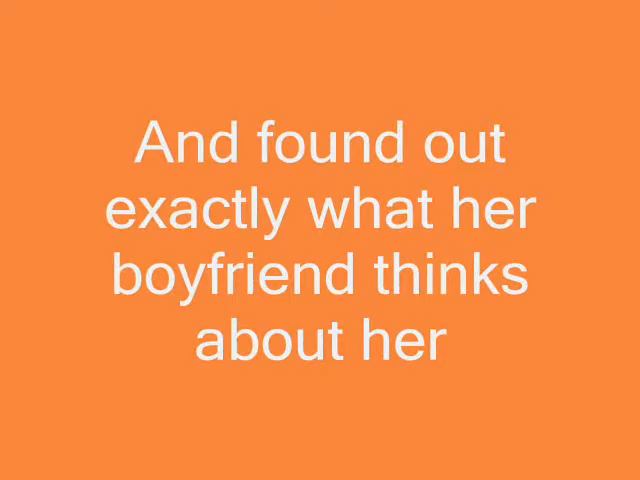 And found out
exactly what her
boyfriend thinks
about her